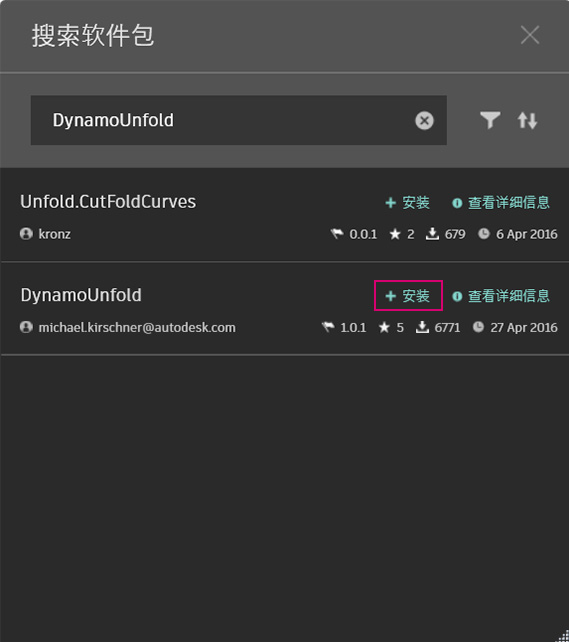 搜索软件包
DynamoUnfold
Unfold.CutFoldCurves 安装 查看详细信息
kronz 0.0.1 2 679 6 Apr 2016
DynamoUnfold 安装 查看详细信息
michael.kirschner@autodesk.com 1.0.1 5 6771 27 Apr 2016